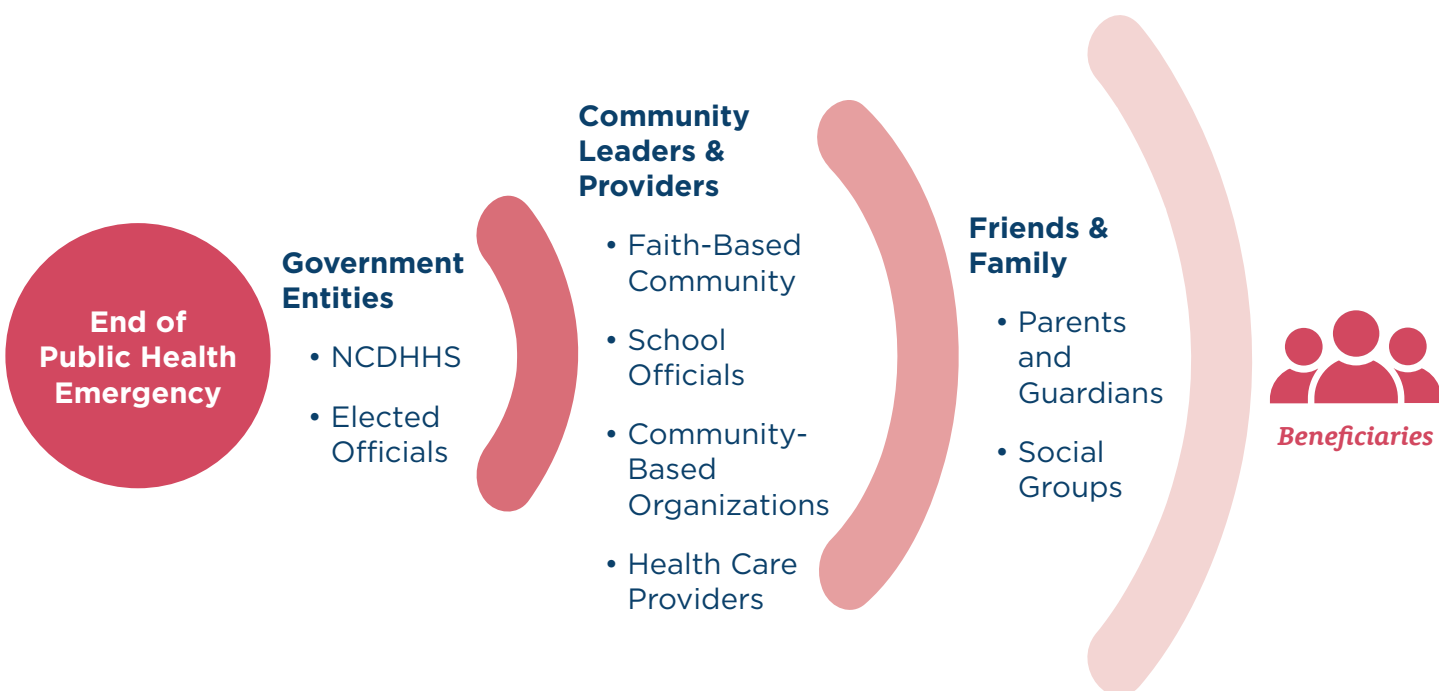 End of
Public Health
Emergency
Government
Entities
• NCDHHS
• Elected
Officials
Community
Leaders &
Providers
• Faith-Based
Community
• School
Officials
• Community-
Based
Organizations
• Health Care
Providers
Friends &
Family
• Parents
and
Guardians
• Social
Groups
Beneficiaries